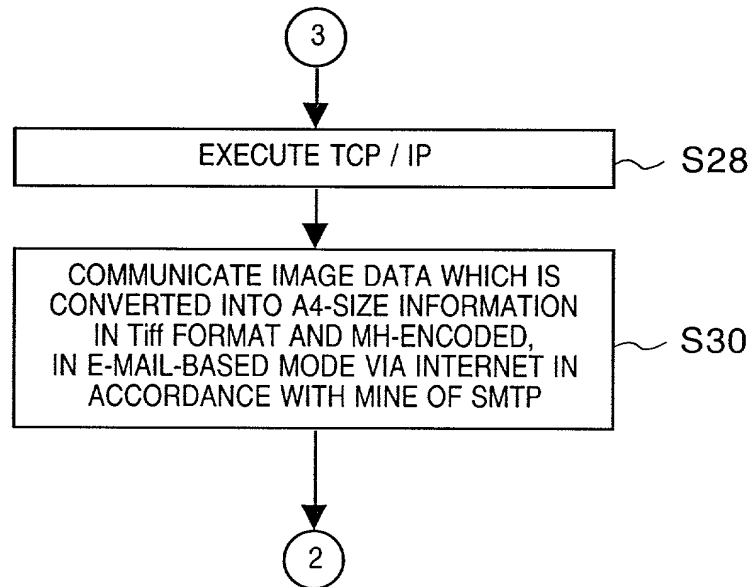 3
EXECUTE TCP / IP
S28
COMMUNICATE IMAGE DATA WHICH IS
CONVERTED INTO A4-SIZE INFORMATION
IN Tiff FORMAT AND MH-ENCODED,
IN E-MAIL-BASED MODE VIA INTERNET IN
ACCORDANCE WITH MINE OF SMTP
S30
2